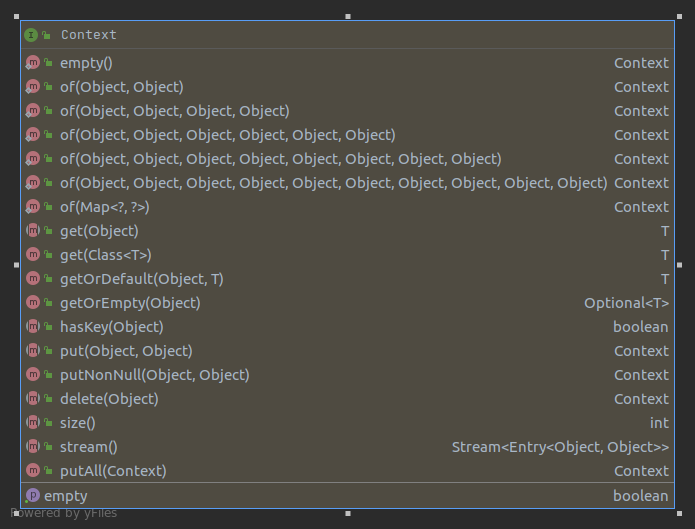 Context
empty() Context
of(Object, Object) Context
of(Object, Object, Object, Object) Context
of(Object, Object, Object, Object, Object, Object) Context
of(Object, Object, Object, Object, Object, Object, Object, Object) Context
of(Object, Object, Object, Object, Object, Object, Object, Object, Object, Object) Context
of(Map<?, ?>) Context
get(Object) T
get(Class<T>) T
getOrDefault(Object, T) T
getOrEmpty(Object) Optional<T>
hasKey(Object) boolean
put(Object, Object) Context
putNonNull(Object, Object) Context
delete(Object) Context
size() int
stream() Stream<Entry<Object, Object>>
putAll(Context) Context
empty boolean
Powered by yFiles